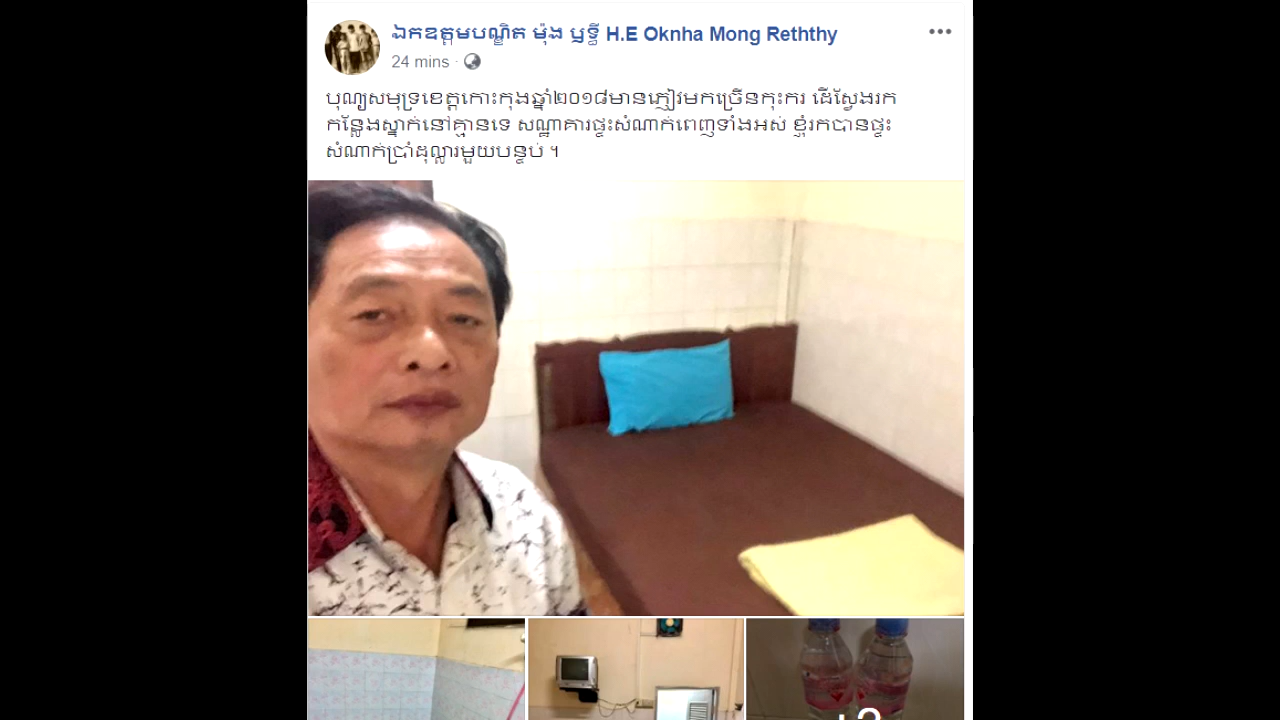 ឯកឧត្តមបណ្ឌិត ម៉ុង ឫទ្ធី H.E Oknha Mong Reththy
24 mins ·
បុណ្យសមុទ្រខេត្តកោះកុងឆ្នាំ២០១៨មានភ្ញៀវមកច្រើនកុះករ ដើស្វែងរក
កន្លែងស្នាក់នៅគ្មានទេ សណ្ឋាគារផ្ទះសំណាក់ពេញទាំងអស់ ខ្ញុំរកបានផ្ទះ
សំណាក់ប្រាំដុល្លារមួយបន្ទប់ ។